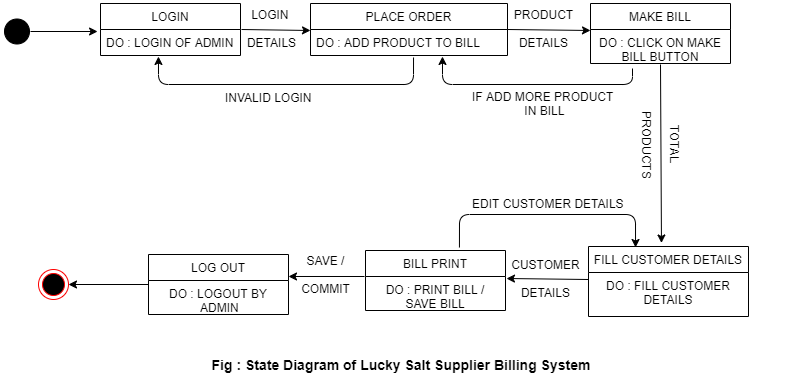 LOGIN
DO : LOGIN OF ADMIN
LOGIN
DETAILS
PLACE ORDER
DO : ADD PRODUCT TO BILL
PRODUCT
DETAILS
MAKE BILL
DO : CLICK ON MAKE
BILL BUTTON
INVALID LOGIN
IF ADD MORE PRODUCT
IN BILL
TOTAL
PRODUCTS
EDIT CUSTOMER DETAILS
FILL CUSTOMER DETAILS
DO : FILL CUSTOMER
DETAILS
CUSTOMER
DETAILS
BILL PRINT
DO : PRINT BILL /
SAVE BILL
SAVE /
COMMIT
LOG OUT
DO : LOGOUT BY
ADMIN
Fig : State Diagram of Lucky Salt Supplier Billing System